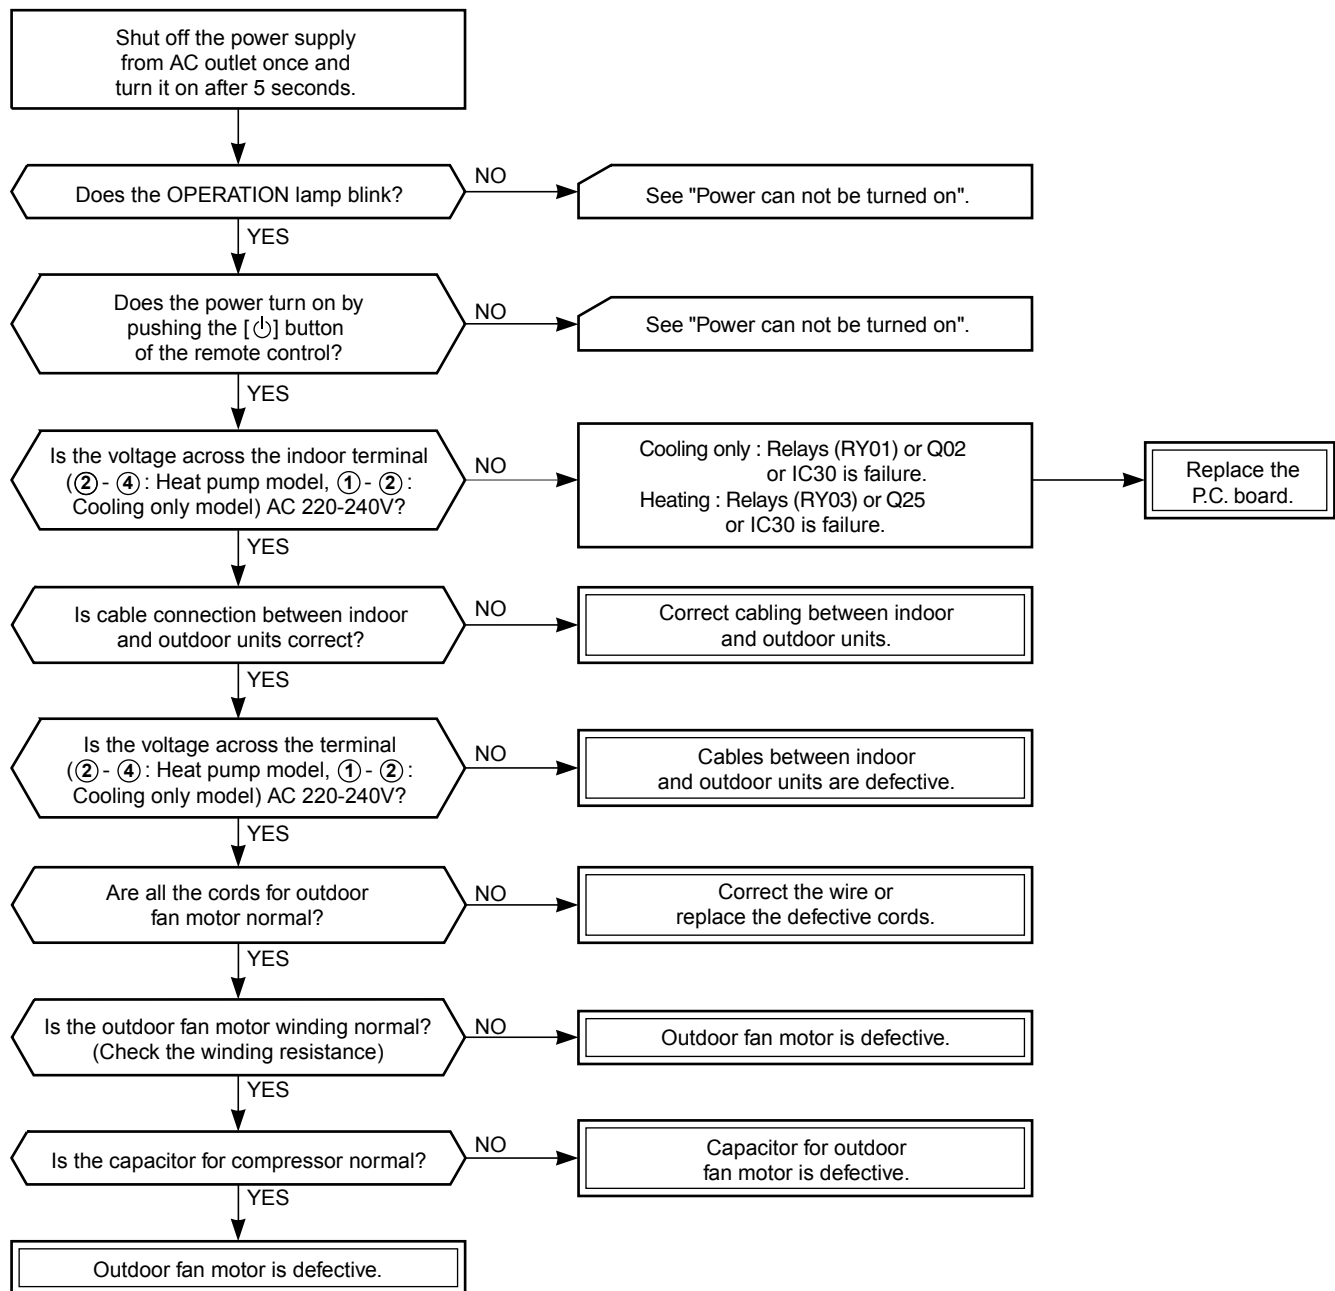 Shut off the power supply
from AC outlet once and
turn it on after 5 seconds.
Does the OPERATION lamp blink?
NO
See "Power can not be turned on".
YES
Does the power turn on by
pushing the [⏻] button
of the remote control?
NO
See "Power can not be turned on".
YES
Is the voltage across the indoor terminal
(② - ④ : Heat pump model, ① - ② :
Cooling only model) AC 220-240V?
NO
Cooling only : Relays (RY01) or Q02
or IC30 is failure.
Heating : Relays (RY03) or Q25
or IC30 is failure.
Replace the
P.C. board.
YES
Is cable connection between indoor
and outdoor units correct?
NO
Correct cabling between indoor
and outdoor units.
YES
Is the voltage across the terminal
(② - ④ : Heat pump model, ① - ② :
Cooling only model) AC 220-240V?
NO
Cables between indoor
and outdoor units are defective.
YES
Are all the cords for outdoor
fan motor normal?
NO
Correct the wire or
replace the defective cords.
YES
Is the outdoor fan motor winding normal?
(Check the winding resistance)
NO
Outdoor fan motor is defective.
YES
Is the capacitor for compressor normal?
NO
Capacitor for outdoor
fan motor is defective.
YES
Outdoor fan motor is defective.